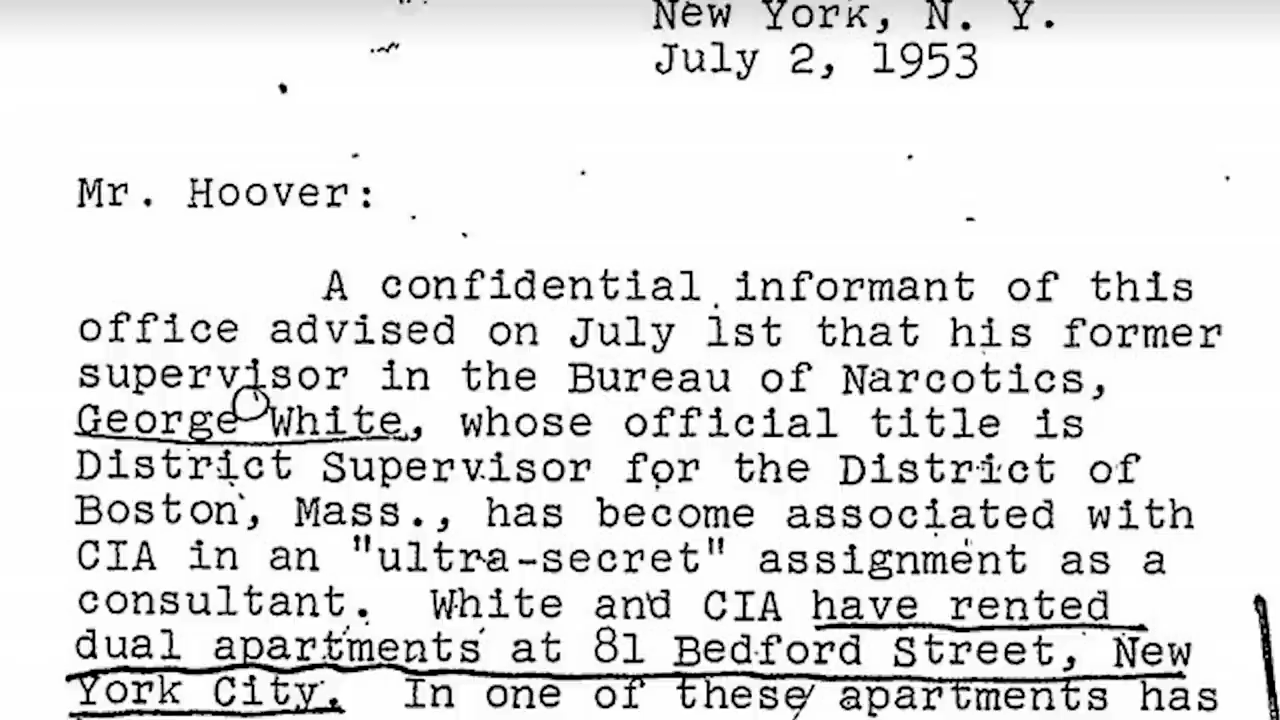 New York, N. Y.
July 2, 1953
Mr. Hoover:
A confidential informant of this
office advised on July 1st that his former
supervisor in the Bureau of Narcotics,
George White, whose official title is
District Supervisor for the District of
Boston, Mass., has become associated with
CIA in an "ultra-secret" assignment as a
consultant. White and CIA have rented
dual apartments at 81 Bedford Street, New
York City. In one of these apartments has